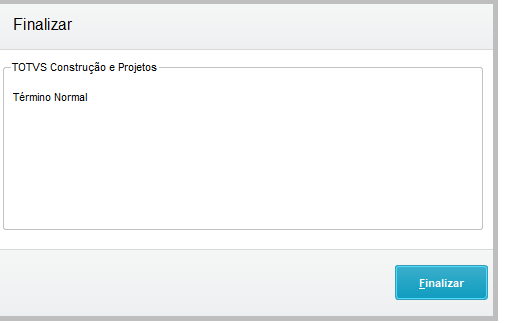 Finalizar
TOTVS Construção e Projetos
Término Normal
Finalizar